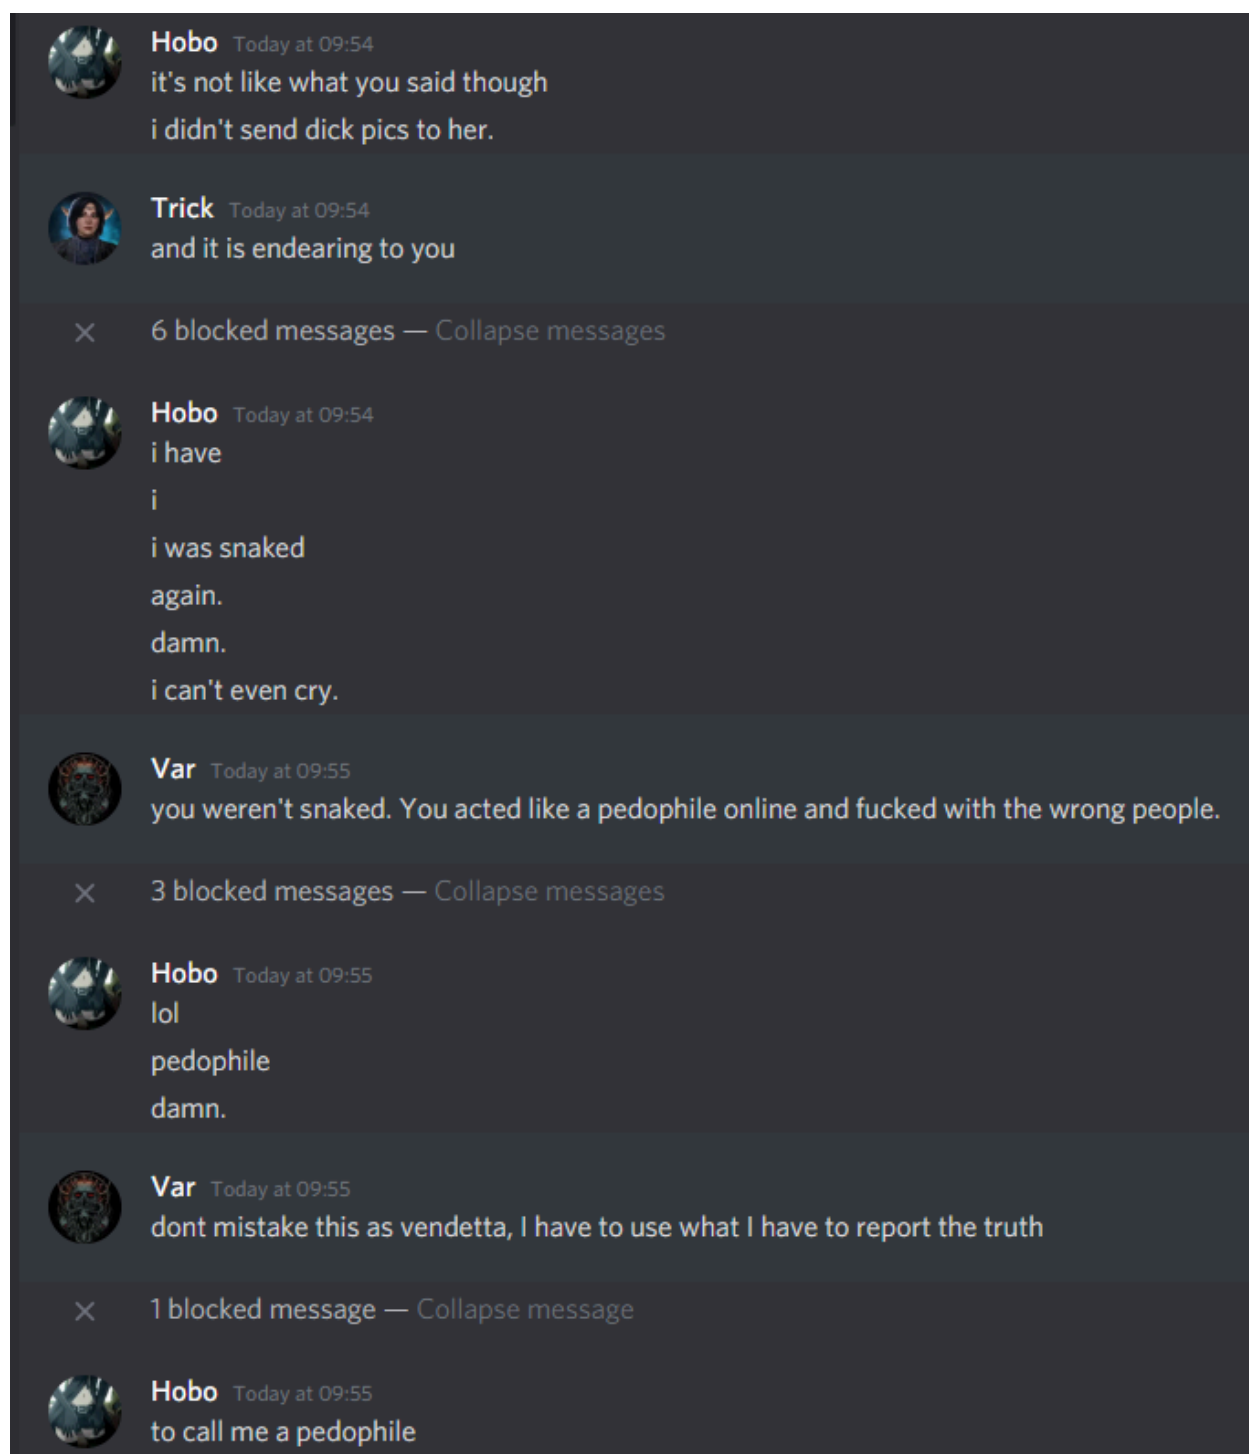 Hobo Today at 09:54
it's not like what you said though
i didn't send dick pics to her.
Trick Today at 09:54
and it is endearing to you
6 blocked messages — Collapse messages
Hobo Today at 09:54
i have
i
i was snaked
again.
damn.
i can't even cry.
Var Today at 09:55
you weren't snaked. You acted like a pedophile online and fucked with the wrong people.
3 blocked messages — Collapse messages
Hobo Today at 09:55
lol
pedophile
damn.
Var Today at 09:55
dont mistake this as vendetta, I have to use what I have to report the truth
1 blocked message — Collapse message
Hobo Today at 09:55
to call me a pedophile